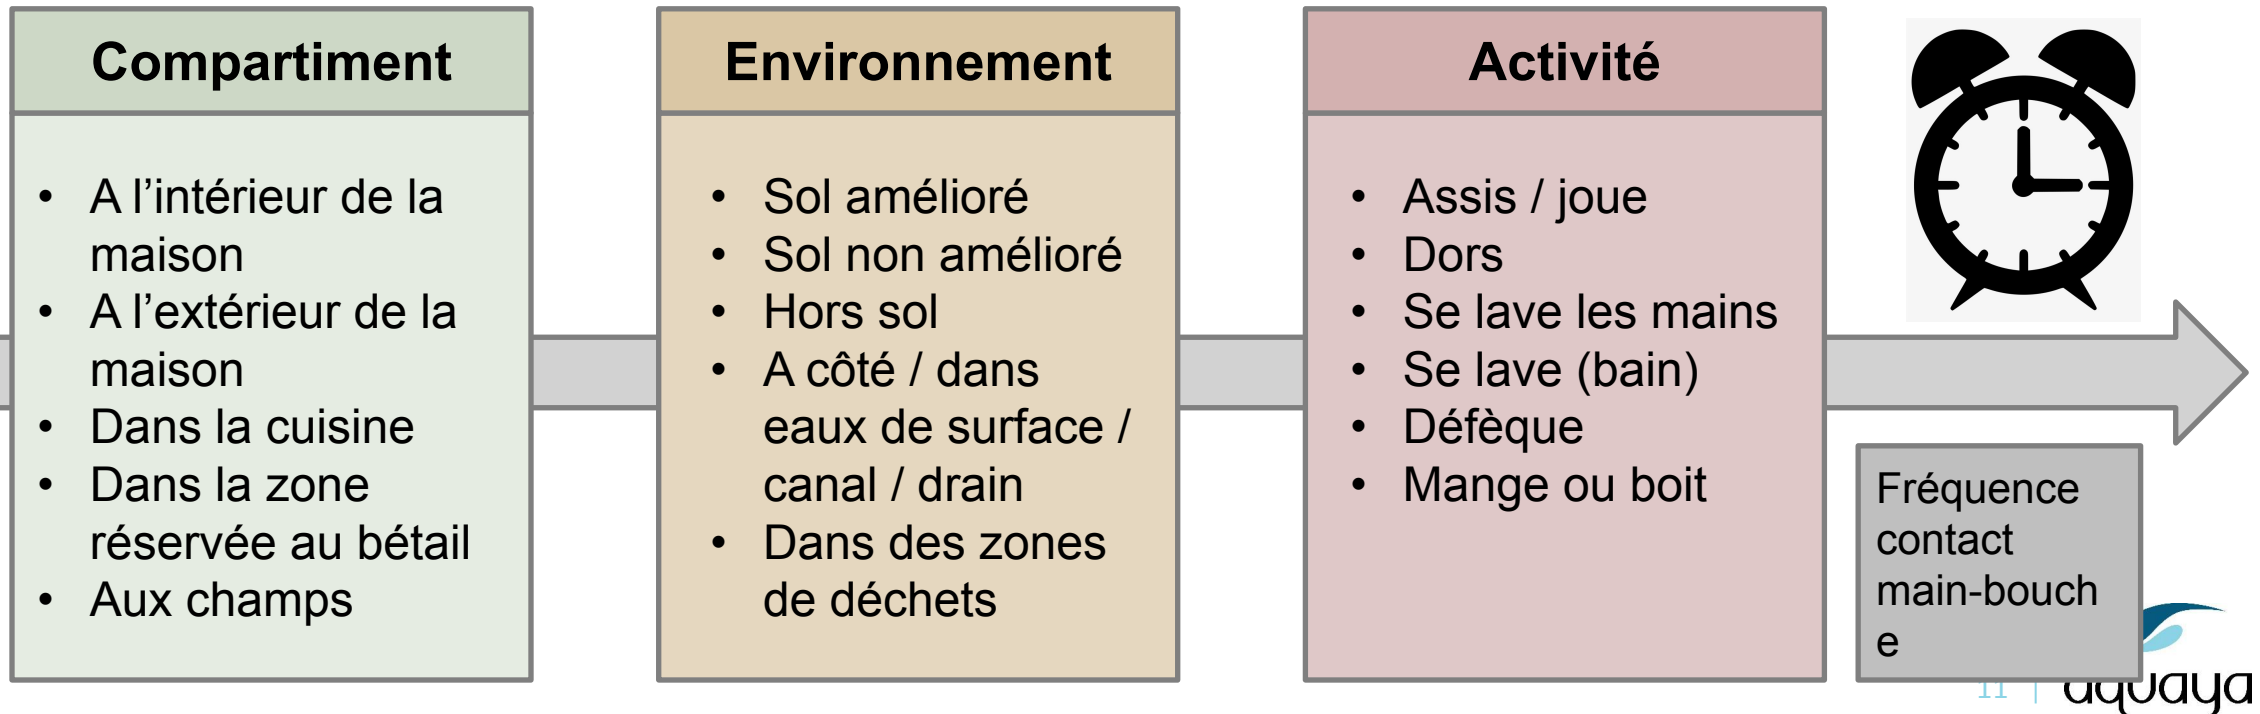 Compartiment
• A l’intérieur de la
maison
• A l’extérieur de la
maison
• Dans la cuisine
• Dans la zone
réservée au bétail
• Aux champs
Environnement
• Sol amélioré
• Sol non amélioré
• Hors sol
• A côté / dans
eaux de surface /
canal / drain
• Dans des zones
de déchets
Activité
• Assis / joue
• Dors
• Se lave les mains
• Se lave (bain)
• Défèque
• Mange ou boit
Fréquence
contact
main-bouch
e
11 | aquaya